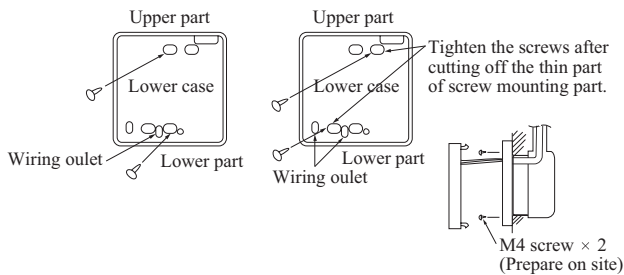 Upper part
Lower case
Wiring oulet
Lower part
Upper part
Lower case
Tighten the screws after
cutting off the thin part
of screw mounting part.
Lower part
Wiring oulet
M4 screw × 2
(Prepare on site)